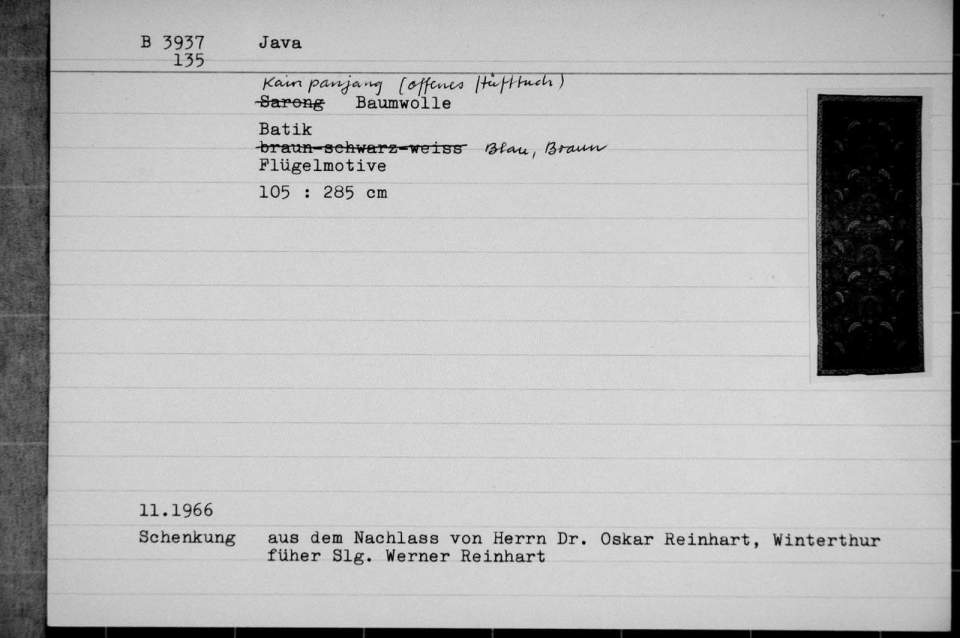 B 3937 Java
135
Kain panjang (offenes Hüfttuch)
Sarong Baumwolle
Batik
braun-schwarz-weiss Blau, Braun
Flügelmotive
105 : 285 cm
11.1966
Schenkung aus dem Nachlass von Herrn Dr. Oskar Reinhart, Winterthur
füher Slg. Werner Reinhart